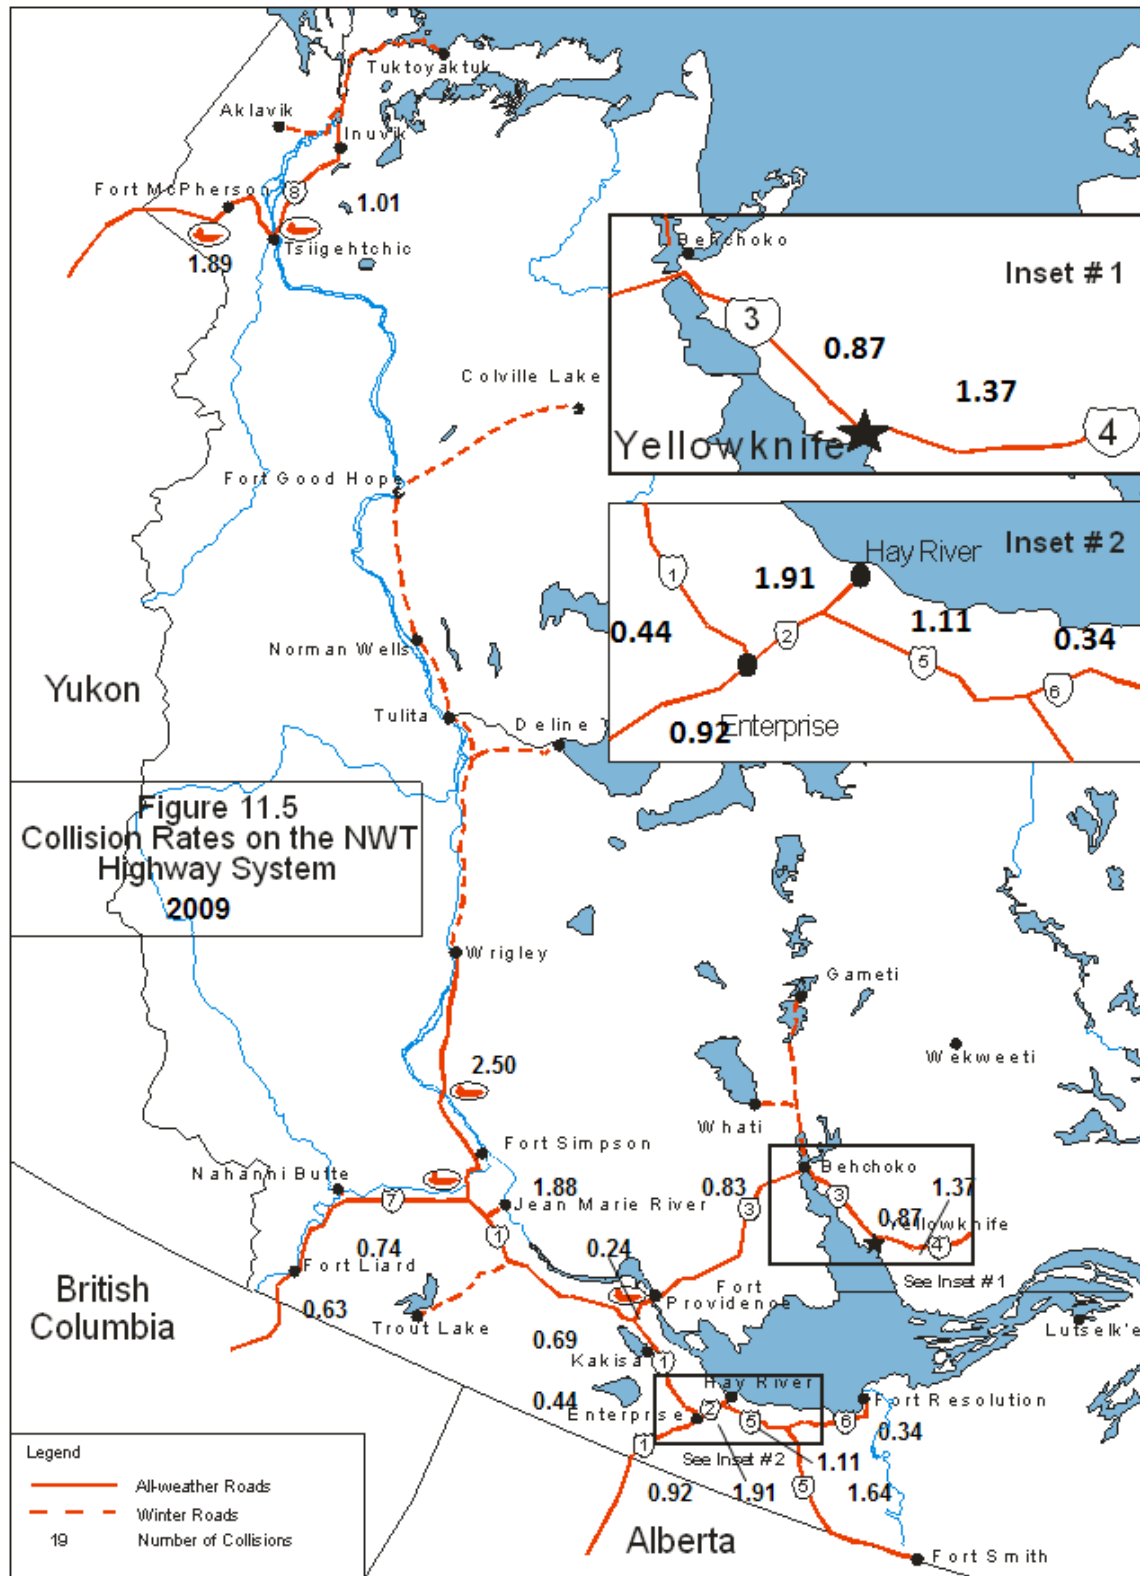 Tuktoyaktuk
Aklavik
Inuvik
Fort McPherson
8
1.01
Tsiigehtchic
1.89
Behchoko
Inset # 1
3
0.87
1.37
Yellowknife
4
Colville Lake
Fort Good Hope
Hay River
Inset # 2
1
1.91
0.44
2
1.11
0.34
5
6
0.92
Enterprise
Norman Wells
Yukon
Tulita
Deline
Figure 11.5
Collision Rates on the NWT
Highway System
2009
Wrigley
Gameti
Wekweeti
2.50
Whati
Fort Simpson
Behchoko
Nahanni Butte
7
1.88
Jean Marie River
0.83
3
3
1.37
0.87
Yellowknife
4
1
0.74
0.24
Fort Liard
See Inset #1
Fort
Providence
British
Columbia
0.63
Trout Lake
Lutselk'e
0.69
Kakisa
1
Hay River
0.44
Enterprise
2
5
6
Fort Resolution
0.34
1
See Inset #2
1.11
5
0.92
1.91
1.64
Alberta
Fort Smith
Legend
All-weather Roads
Winter Roads
19 Number of Collisions